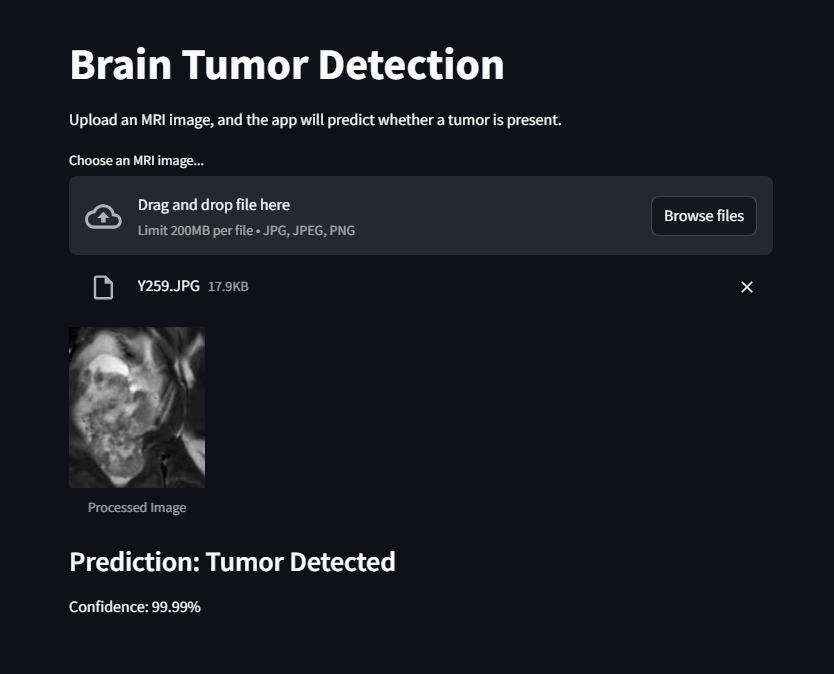 Brain Tumor Detection
Upload an MRI image, and the app will predict whether a tumor is present.
Choose an MRI image...
Drag and drop file here
Limit 200MB per file • JPG, JPEG, PNG
Browse files
Y259.JPG 17.9KB
Processed Image
Prediction: Tumor Detected
Confidence: 99.99%